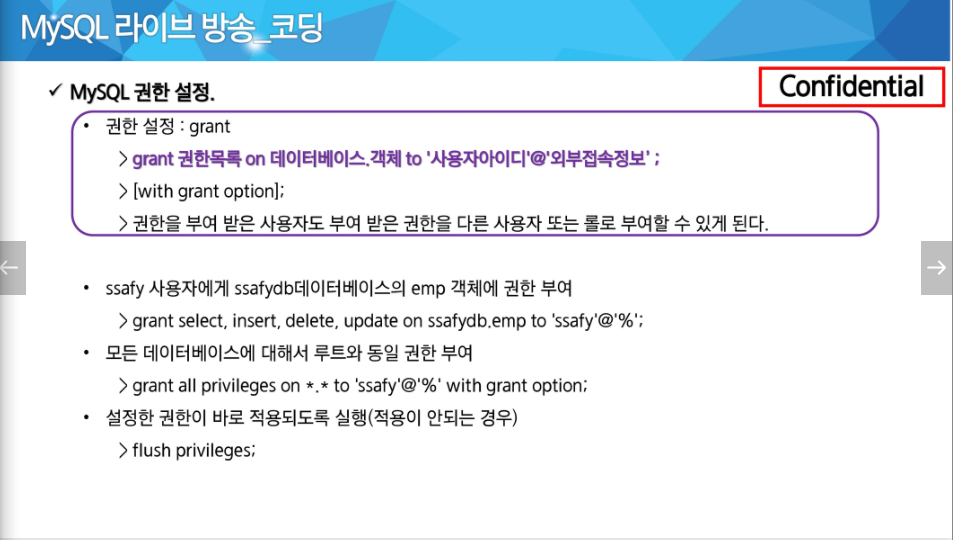 MySQL 라이브 방송_코딩
Confidential
✓ MySQL 권한 설정.
• 권한 설정 : grant
> grant 권한목록 on 데이터베이스.객체 to '사용자아이디'@'외부접속정보' ;
> [with grant option];
> 권한을 부여 받은 사용자도 부여 받은 권한을 다른 사용자 또는 롤로 부여할 수 있게 된다.
• ssafy 사용자에게 ssafydb데이터베이스의 emp 객체에 권한 부여
> grant select, insert, delete, update on ssafydb.emp to 'ssafy'@'%';
• 모든 데이터베이스에 대해서 루트와 동일 권한 부여
> grant all privileges on *.* to 'ssafy'@'%' with grant option;
• 설정한 권한이 바로 적용되도록 실행(적용이 안되는 경우)
> flush privileges;